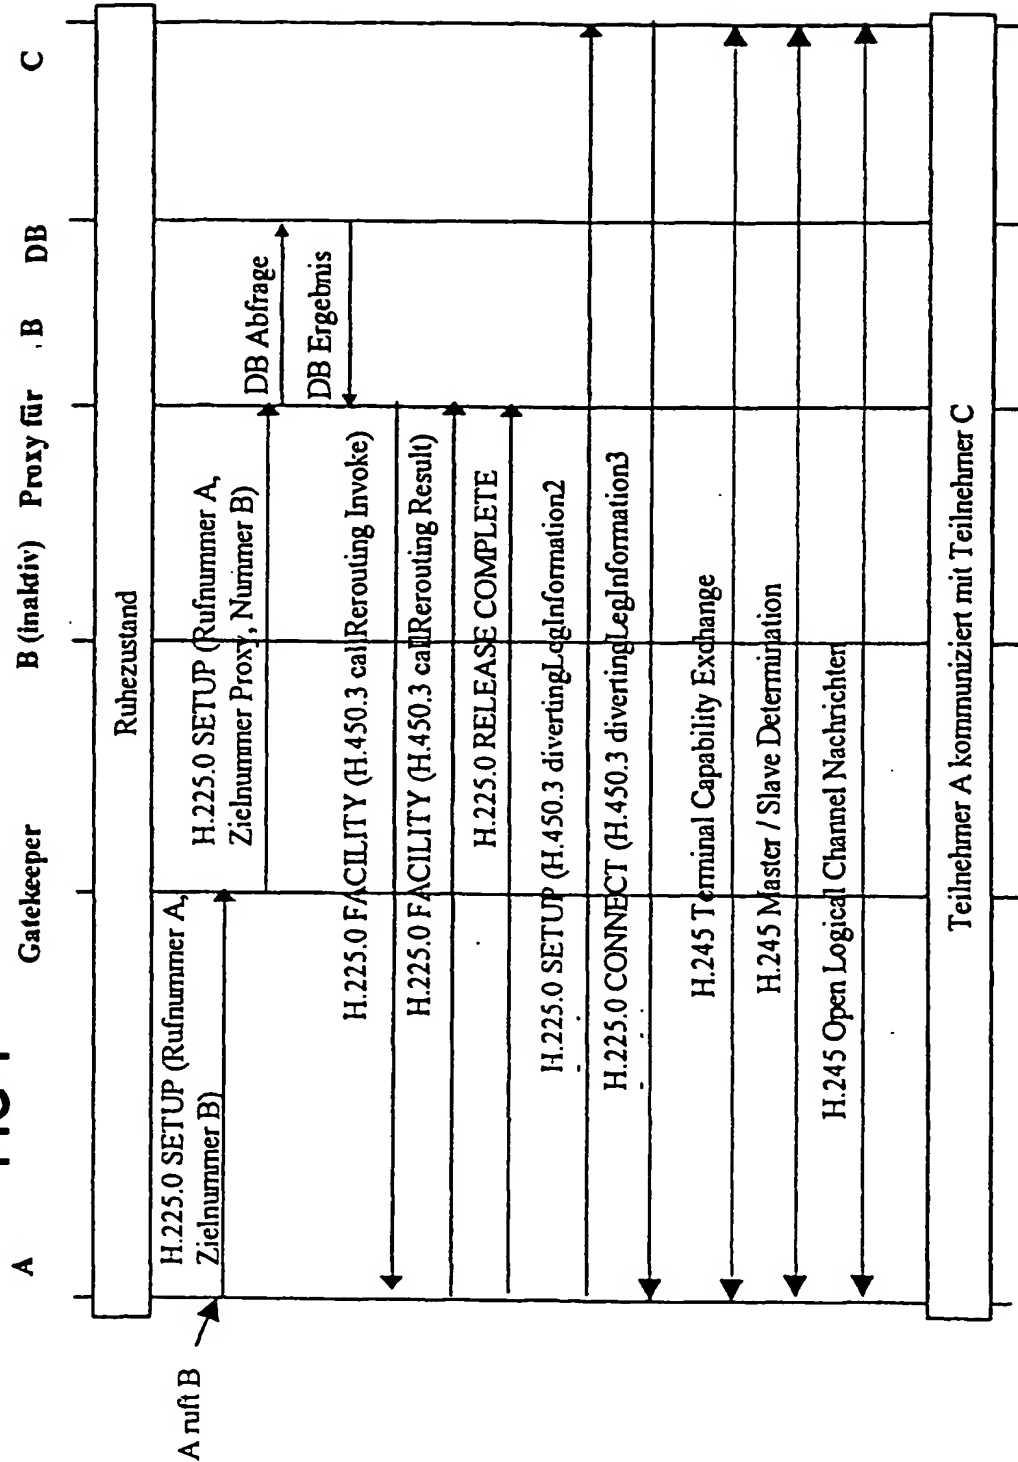 A
Gatekeeper
B (inaktiv)
Proxy für B
DB
C
Ruhezustand
A ruft B
H.225.0 SETUP (Rufnummer A,
Zielnummer B)
H.225.0 SETUP (Rufnummer A,
Zielnummer Proxy, Nummer B)
DB Abfrage
DB Ergebnis
H.225.0 FACILITY (H.450.3 callRerouting Invoke)
H.225.0 FACILITY (H.450.3 callRerouting Result)
H.225.0 RELEASE COMPLETE
H.225.0 SETUP (H.450.3 divertingLegInformation2
H.225.0 CONNECT (H.450.3 divertingLegInformation3
H.245 Terminal Capability Exchange
H.245 Master / Slave Determination
H.245 Open Logical Channel Nachrichten
Teilnehmer A kommuniziert mit Teilnehmer C